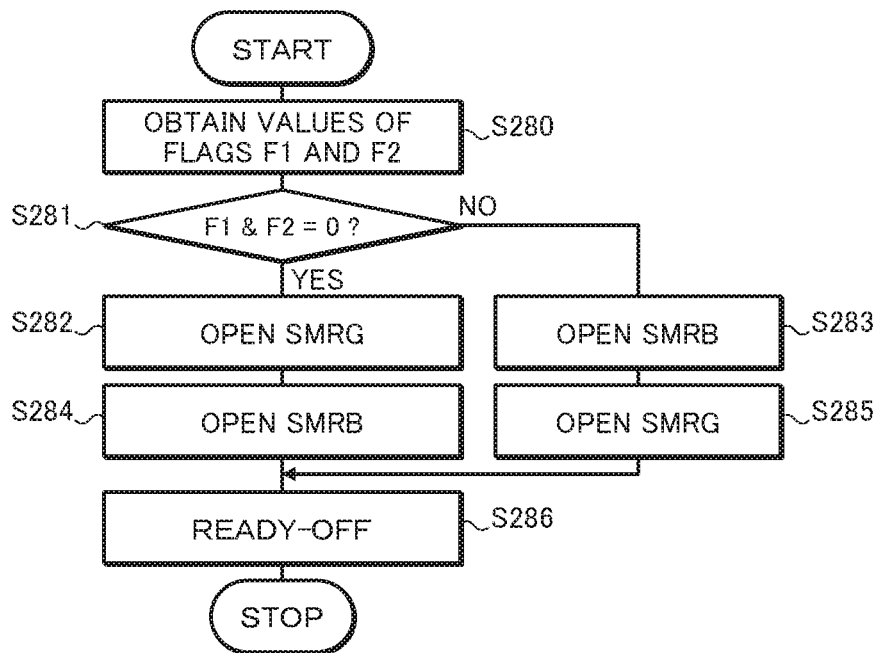 START
OBTAIN VALUES OF
FLAGS F1 AND F2
S280
S281
F1 & F2 = 0 ?
NO
YES
S282
OPEN SMRG
OPEN SMRB
S283
S284
OPEN SMRB
OPEN SMRG
S285
READY-OFF
S286
STOP